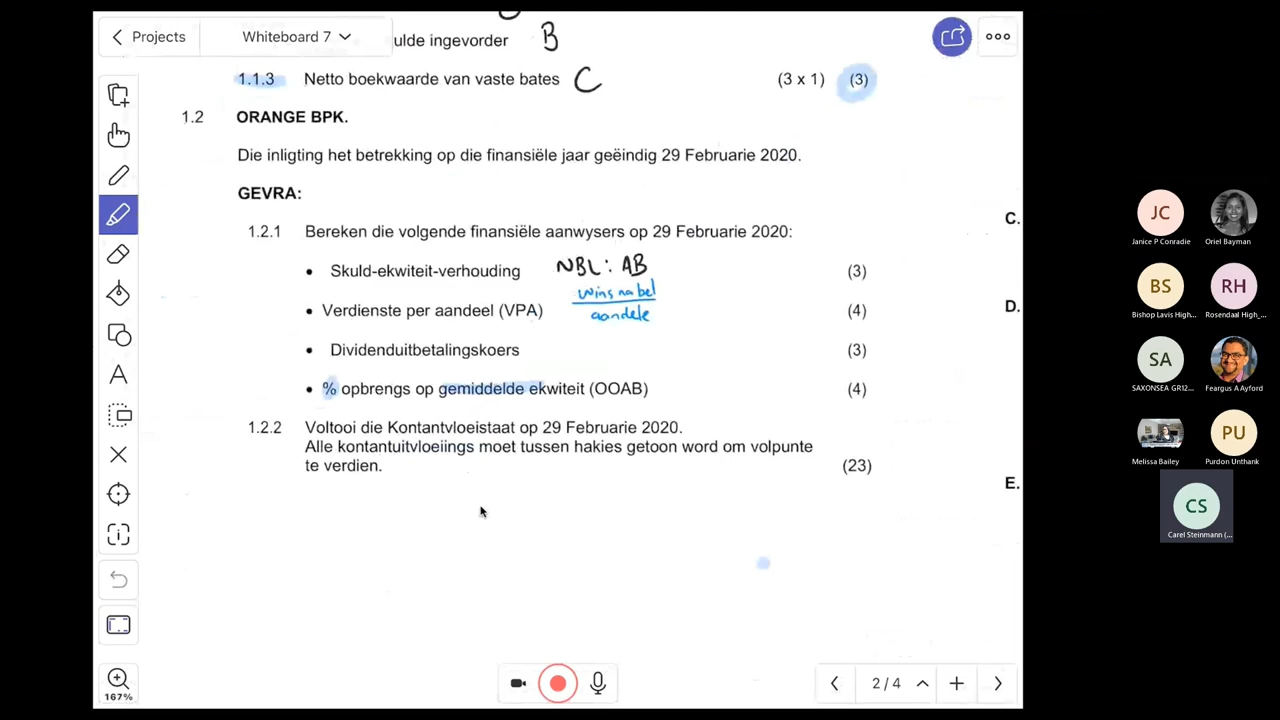 Projects
Whiteboard 7
ulde ingevorder B
1.1.3 Netto boekwaarde van vaste bates C (3 x 1) (3)
1.2 ORANGE BPK.
Die inligting het betrekking op die finansiële jaar geëindig 29 Februarie 2020.
GEVRA:
1.2.1 Bereken die volgende finansiële aanwysers op 29 Februarie 2020:
• Skuld-ekwiteit-verhouding NBL : AB (3)
• Verdienste per aandeel (VPA) wins na bel (4)
aandele
• Dividenduitbetalingskoers (3)
• % opbrengs op gemiddelde ekwiteit (OOAB) (4)
1.2.2 Voltooi die Kontantvloeistaat op 29 Februarie 2020.
Alle kontantuitvloeiings moet tussen hakies getoon word om volpunte
te verdien. (23)
C.
D.
E.
167%
2 / 4
JC
Janice P Conradie
Oriel Bayman
BS
Bishop Lavis High...
RH
Rosendaal High_...
SA
SAXONSEA GR12...
Feargus A Ayford
Melissa Bailey
PU
Purdon Unthank
CS
Carel Steinmann (...